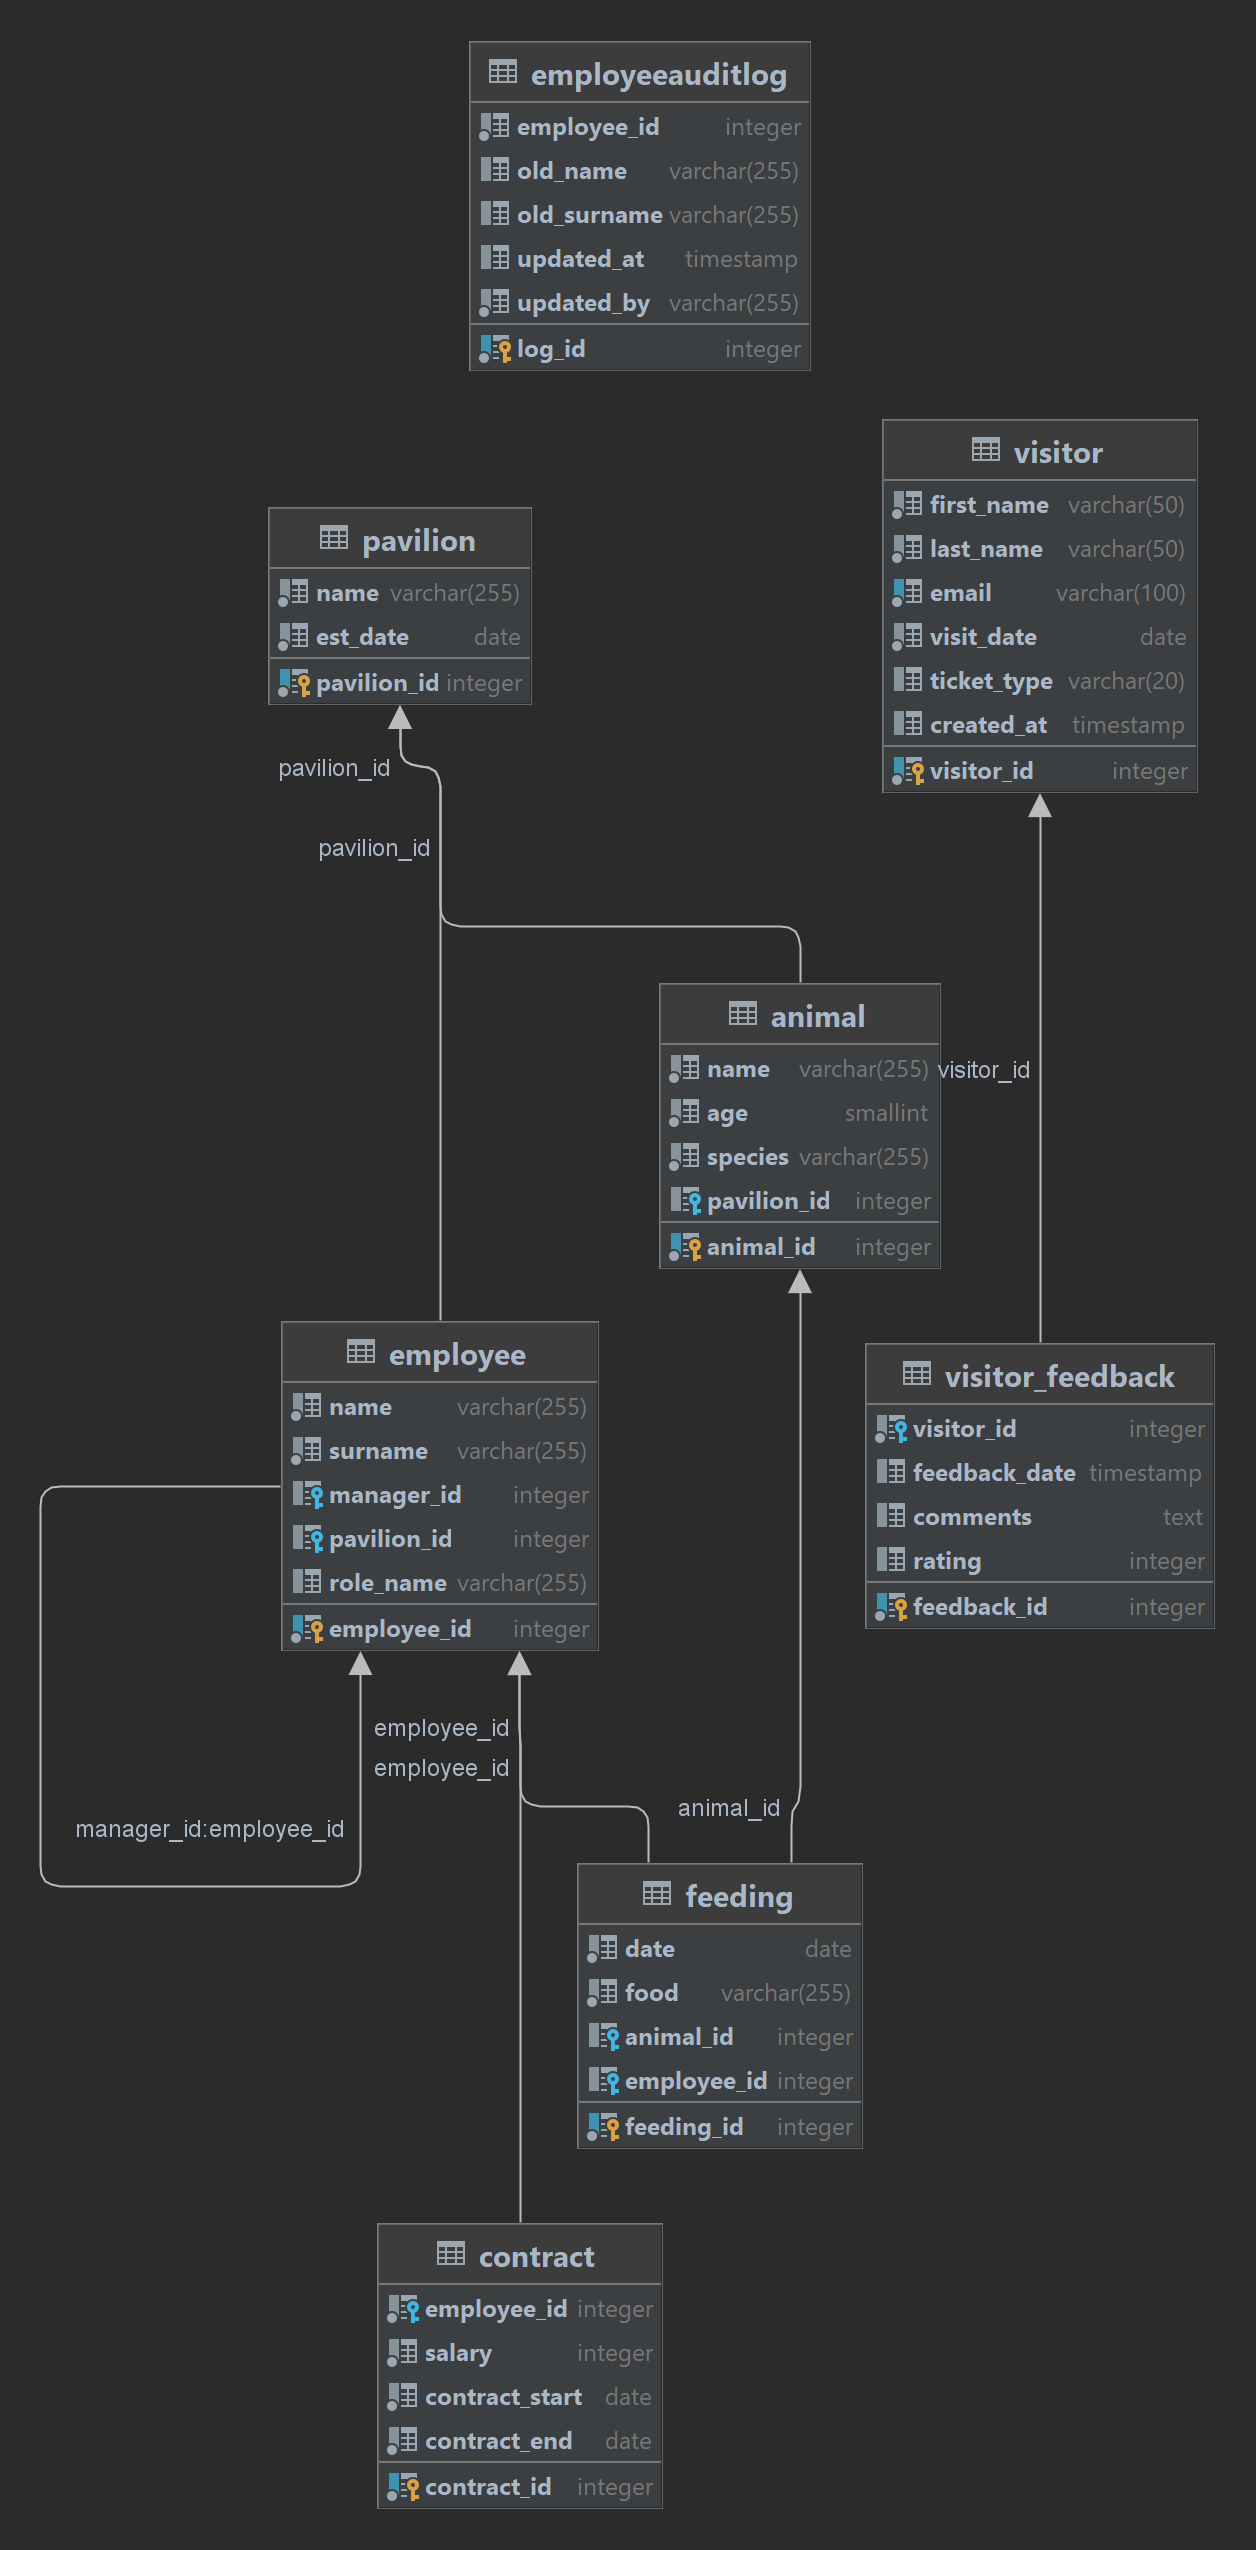 employeeauditlog
employee_id integer
old_name varchar(255)
old_surname varchar(255)
updated_at timestamp
updated_by varchar(255)
log_id integer
visitor
first_name varchar(50)
last_name varchar(50)
email varchar(100)
visit_date date
ticket_type varchar(20)
created_at timestamp
visitor_id integer
pavilion
name varchar(255)
est_date date
pavilion_id integer
pavilion_id
pavilion_id
animal
name varchar(255)
age smallint
species varchar(255)
pavilion_id integer
animal_id integer
visitor_id
employee
name varchar(255)
surname varchar(255)
manager_id integer
pavilion_id integer
role_name varchar(255)
employee_id integer
visitor_feedback
visitor_id integer
feedback_date timestamp
comments text
rating integer
feedback_id integer
employee_id
employee_id
manager_id:employee_id
animal_id
feeding
date date
food varchar(255)
animal_id integer
employee_id integer
feeding_id integer
contract
employee_id integer
salary integer
contract_start date
contract_end date
contract_id integer